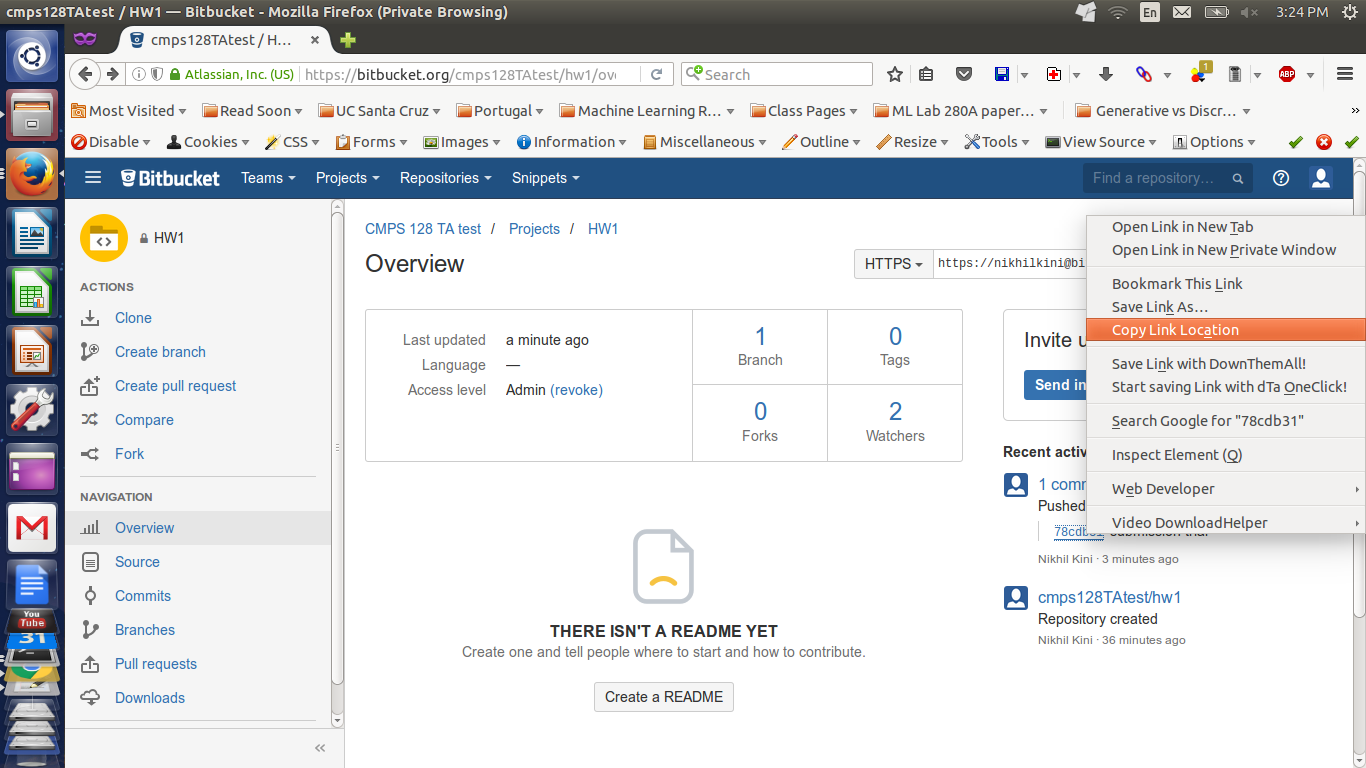 cmps128TAtest / HW1 — Bitbucket - Mozilla Firefox (Private Browsing)
En
3:24 PM
cmps128TAtest / H...
Atlassian, Inc. (US)
https://bitbucket.org/cmps128TAtest/hw1/ov
Search
1
ABP
Most Visited
Read Soon
UC Santa Cruz
Portugal
Machine Learning R...
Class Pages
ML Lab 280A paper...
Generative vs Discr...
»
Disable
Cookies
CSS
Forms
Images
Information
Miscellaneous
Outline
Resize
Tools
View Source
Options
Bitbucket
Teams
Projects
Repositories
Snippets
Find a repository...
HW1
ACTIONS
Clone
Create branch
Create pull request
Compare
Fork
NAVIGATION
Overview
Source
Commits
Branches
Pull requests
Downloads
«
CMPS 128 TA test / Projects / HW1
Overview
HTTPS
https://nikhilkini@bi
Last updated a minute ago
Language —
Access level Admin (revoke)
1
Branch
0
Tags
0
Forks
2
Watchers
THERE ISN'T A README YET
Create one and tell people where to start and how to contribute.
Create a README
Invite u
Send in
Recent activ
1 comm
Pushed
78cdb31
Nikhil Kini · 3 minutes ago
cmps128TAtest/hw1
Repository created
Nikhil Kini · 36 minutes ago
Open Link in New Tab
Open Link in New Private Window
Bookmark This Link
Save Link As...
Copy Link Location
Save Link with DownThemAll!
Start saving Link with dTa OneClick!
Search Google for "78cdb31"
Inspect Element (Q)
Web Developer
Video DownloadHelper
You
Tube
31